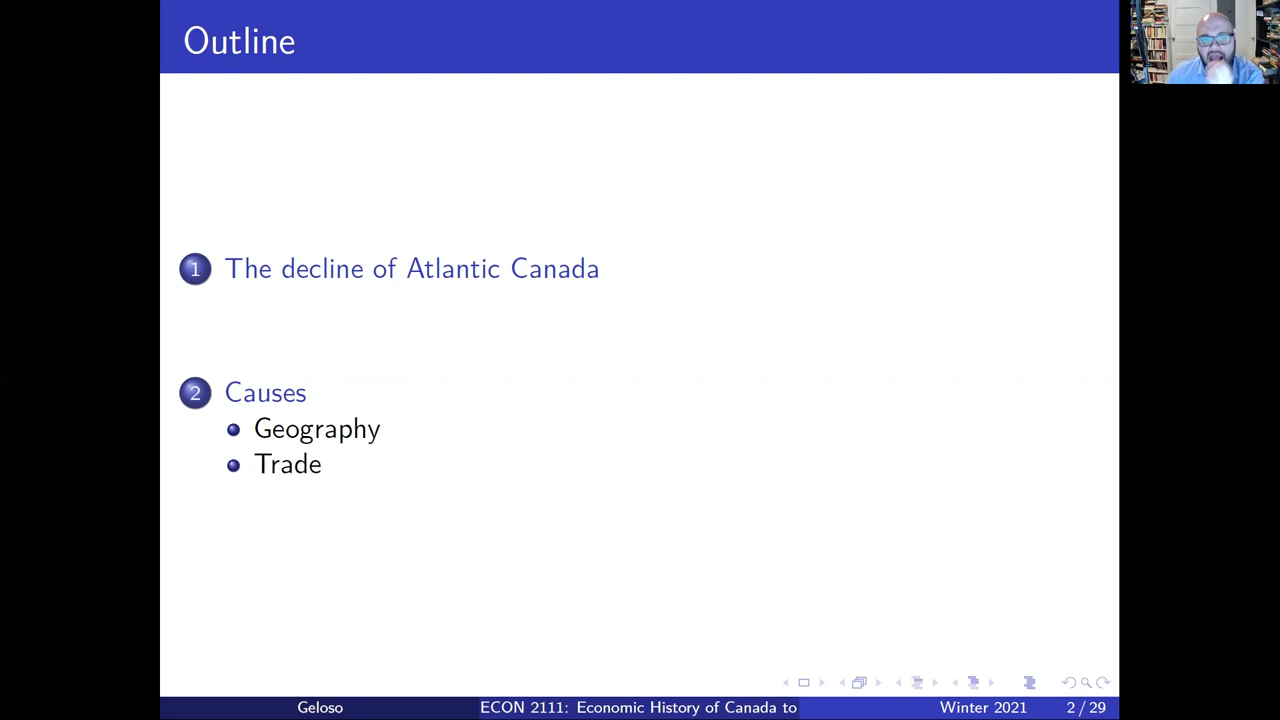 Outline
1 The decline of Atlantic Canada
2 Causes
Geography
Trade
Geloso ECON 2111: Economic History of Canada to Winter 2021 2 / 29